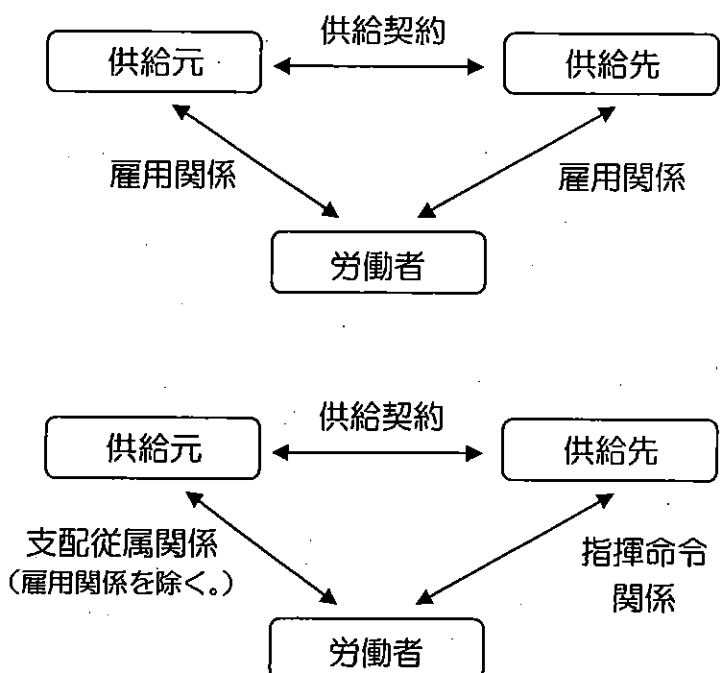 供給契約
供給元
供給先
雇用関係
雇用関係
労働者
供給契約
供給元
供給先
支配従属関係
（雇用関係を除く。）
指揮命令
関係
労働者